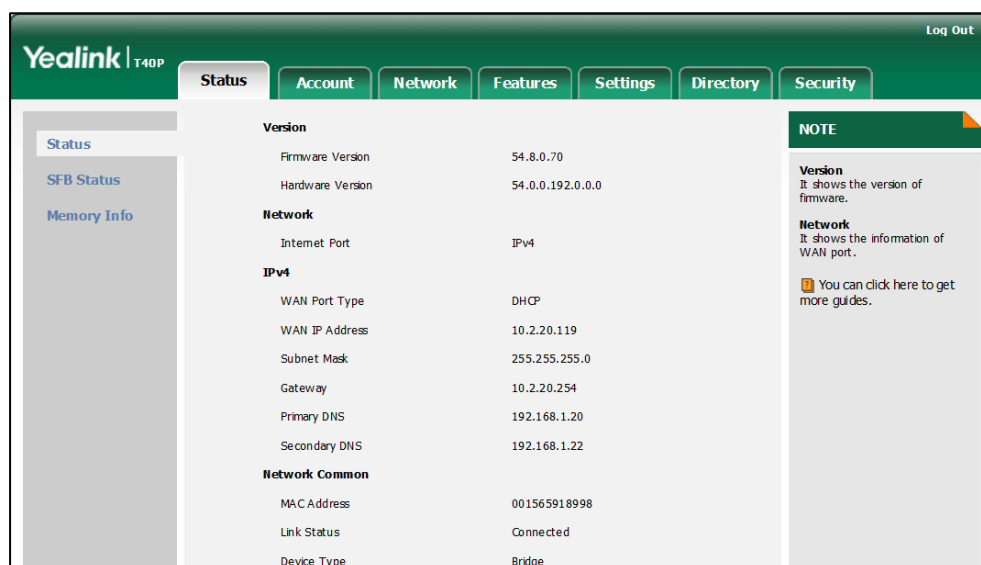 Log Out
Yealink | T40P
Status Account Network Features Settings Directory Security
Status
SFB Status
Memory Info
Version
Firmware Version 54.8.0.70
Hardware Version 54.0.0.192.0.0.0
Network
Internet Port IPv4
IPv4
WAN Port Type DHCP
WAN IP Address 10.2.20.119
Subnet Mask 255.255.255.0
Gateway 10.2.20.254
Primary DNS 192.168.1.20
Secondary DNS 192.168.1.22
Network Common
MAC Address 001565918998
Link Status Connected
Device Type Bridge
NOTE
Version
It shows the version of
firmware.
Network
It shows the information of
WAN port.
You can click here to get
more guides.